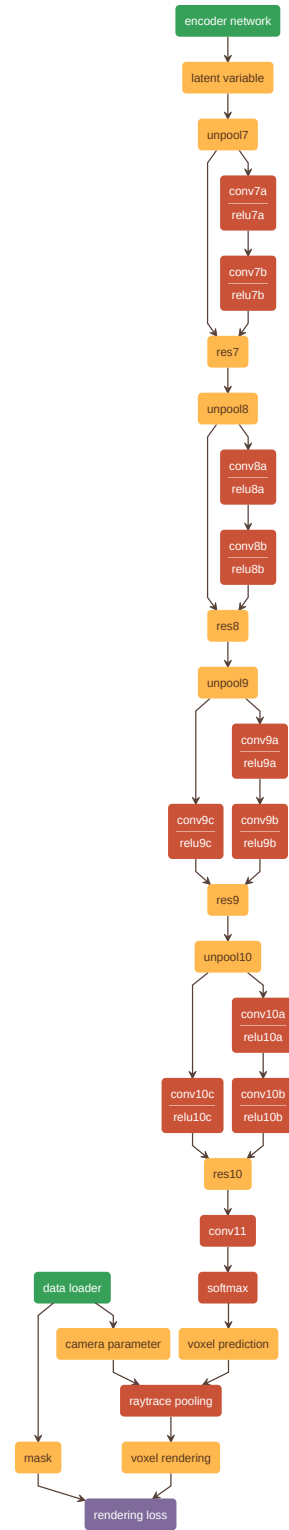 encoder network
latent variable
unpool7
conv7a
relu7a
conv7b
relu7b
res7
unpool8
conv8a
relu8a
conv8b
relu8b
res8
unpool9
conv9a
relu9a
conv9c
relu9c
conv9b
relu9b
res9
unpool10
conv10a
relu10a
conv10c
relu10c
conv10b
relu10b
res10
conv11
data loader
softmax
camera parameter
voxel prediction
raytrace pooling
mask
voxel rendering
rendering loss